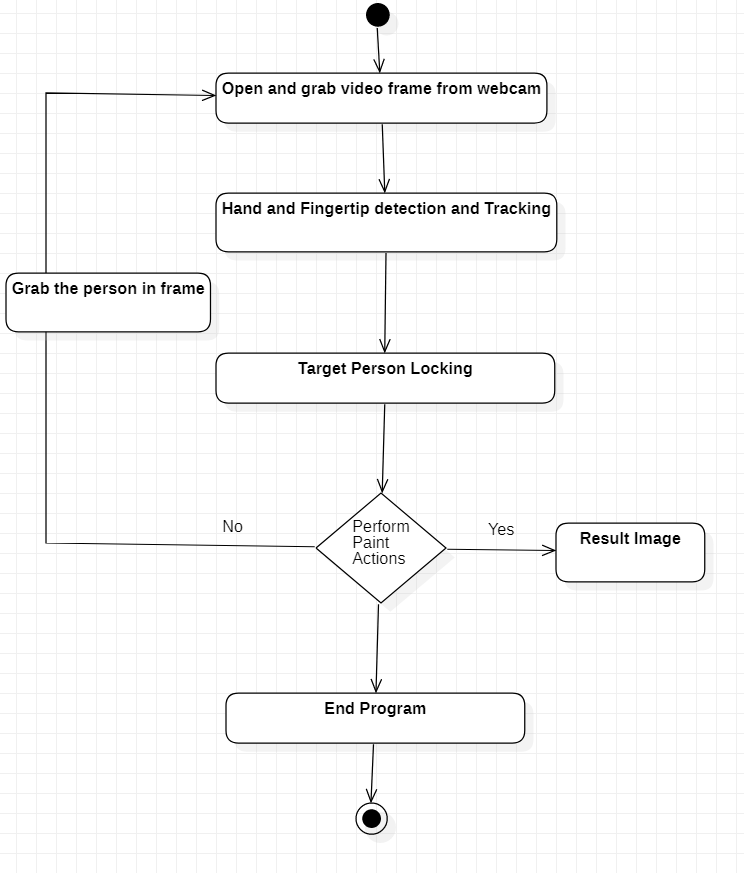 Open and grab video frame from webcam
Hand and Fingertip detection and Tracking
Grab the person in frame
Target Person Locking
Perform
Paint
Actions
No
Yes
Result Image
End Program